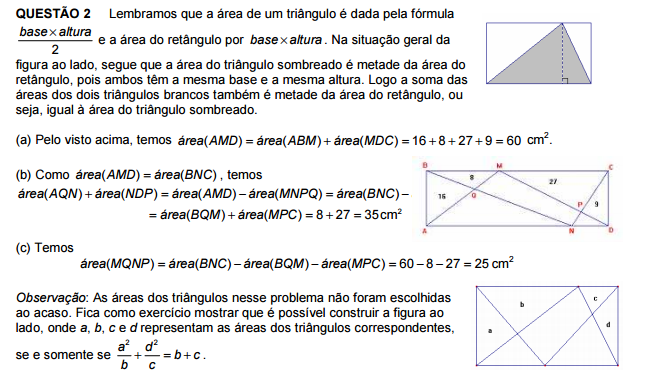 QUESTÃO 2 Lembramos que a área de um triângulo é dada pela fórmula
base×altura / 2 e a área do retângulo por base×altura. Na situação geral da
figura ao lado, segue que a área do triângulo sombreado é metade da área do
retângulo, pois ambos têm a mesma base e a mesma altura. Logo a soma das
áreas dos dois triângulos brancos também é metade da área do retângulo, ou
seja, igual à área do triângulo sombreado.
(a) Pelo visto acima, temos área(AMD) = área(ABM) + área(MDC) = 16 + 8 + 27 + 9 = 60 cm².
(b) Como área(AMD) = área(BNC), temos
área(AQN) + área(NDP) = área(AMD) − área(MNPQ) = área(BNC) −
= área(BQM) + área(MPC) = 8 + 27 = 35 cm²
B
M
C
8
27
16
Q
P
9
A
N
D
(c) Temos
área(MQNP) = área(BNC) − área(BQM) − área(MPC) = 60 − 8 − 27 = 25 cm²
Observação: As áreas dos triângulos nesse problema não foram escolhidas
ao acaso. Fica como exercício mostrar que é possível construir a figura ao
lado, onde a, b, c e d representam as áreas dos triângulos correspondentes,
se e somente se a²/b + d²/c = b + c.
b
c
a
d